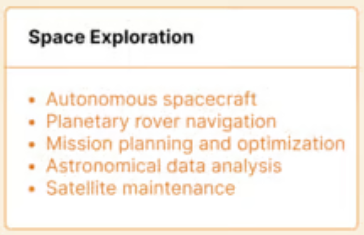 Space Exploration
• Autonomous spacecraft
• Planetary rover navigation
• Mission planning and optimization
• Astronomical data analysis
• Satellite maintenance